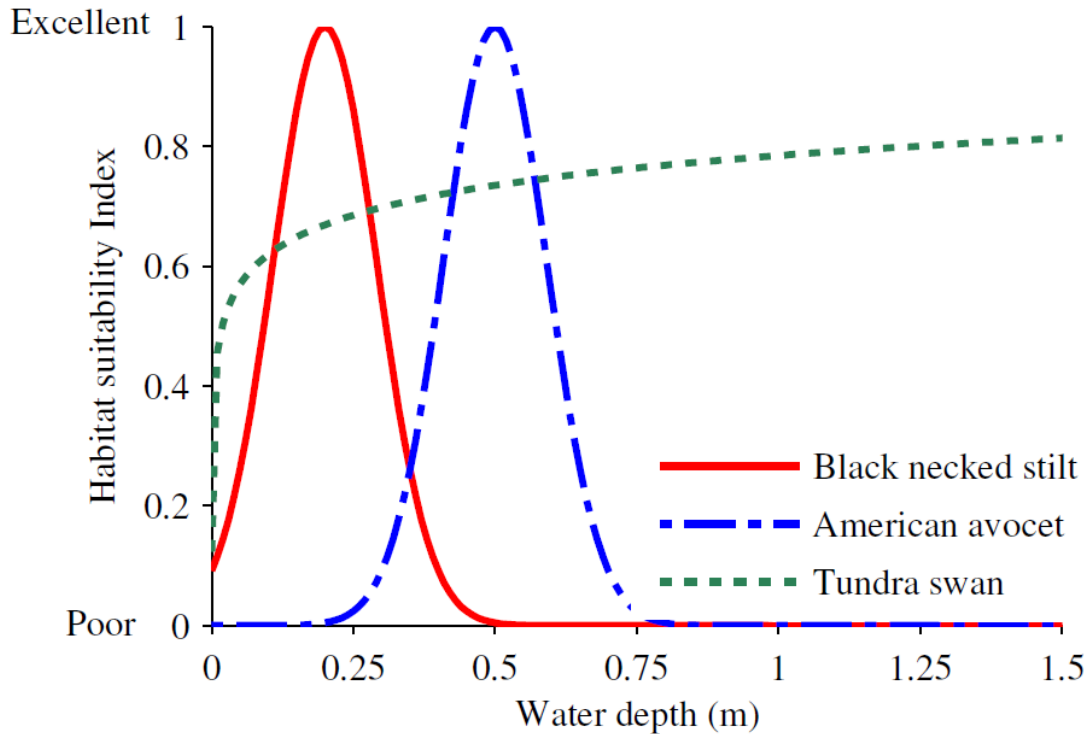 Excellent 1
0.8
0.6
0.4
0.2
Poor 0
Habitat suitability Index
0 0.25 0.5 0.75 1 1.25 1.5
Water depth (m)
Black necked stilt
American avocet
Tundra swan